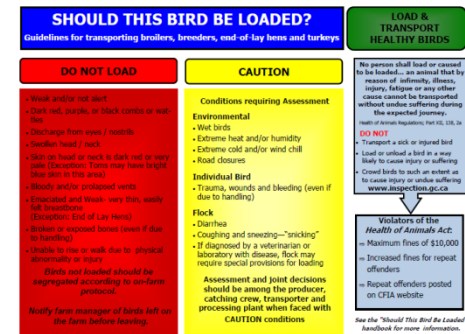 SHOULD THIS BIRD BE LOADED?
Guidelines for transporting broilers, breeders, end-of-lay hens and turkeys
DO NOT LOAD
- Weak and/or not alert
- Dark red, purple, or black combs or wat-
tles
- Discharge from eyes / nostrils
- Swollen head / neck
- Skin on head or neck is dark red or very
pale (Exception: Toms may have bright
blue skin in this area)
- Bloody and/or prolapsed vents
- Emaciated and Weak- very thin, easily
felt breastbone
(Exception: End of Lay Hens)
- Broken or exposed bones (even if due
to handling)
- Unable to rise or walk due to physical
abnormality or injury
Birds not loaded should be
segregated according to on-farm
protocol.
Notify farm manager of birds left on
the farm before leaving.
CAUTION
Conditions requiring Assessment
Environmental
• Wet birds
• Extreme heat and/or humidity
• Extreme cold and/or wind chill
• Road closures
Individual Bird
• Trauma, wounds and bleeding (even if
due to handling)
Flock
• Diarrhea
• Coughing and sneezing—"snicking"
• If diagnosed by a veterinarian or
laboratory with disease, flock may
require special provisions for loading
Assessment and joint decisions
should be among the producer,
catching crew, transporter and
processing plant when faced with
CAUTION conditions
LOAD &
TRANSPORT
HEALTHY BIRDS
No person shall load or caused
to be loaded... an animal that by
reason of infirmity, illness,
injury, fatigue or any other
cause cannot be transported
without undue suffering during
the expected journey.
Health of Animals Regulations; Part XII, 138, 2a
DO NOT
• Transport a sick or injured bird
• Load or unload a bird in a way
likely to cause injury or suffering
• Crowd birds to such an extent as
to cause injury or undue suffering
www.inspection.gc.ca
Violators of the
Health of Animals Act:
⇒ Maximum fines of $10,000
⇒ Increased fines for repeat
offenders
⇒ Repeat offenders posted
on CFIA website
See the "Should This Bird Be Loaded
handbook for more information.